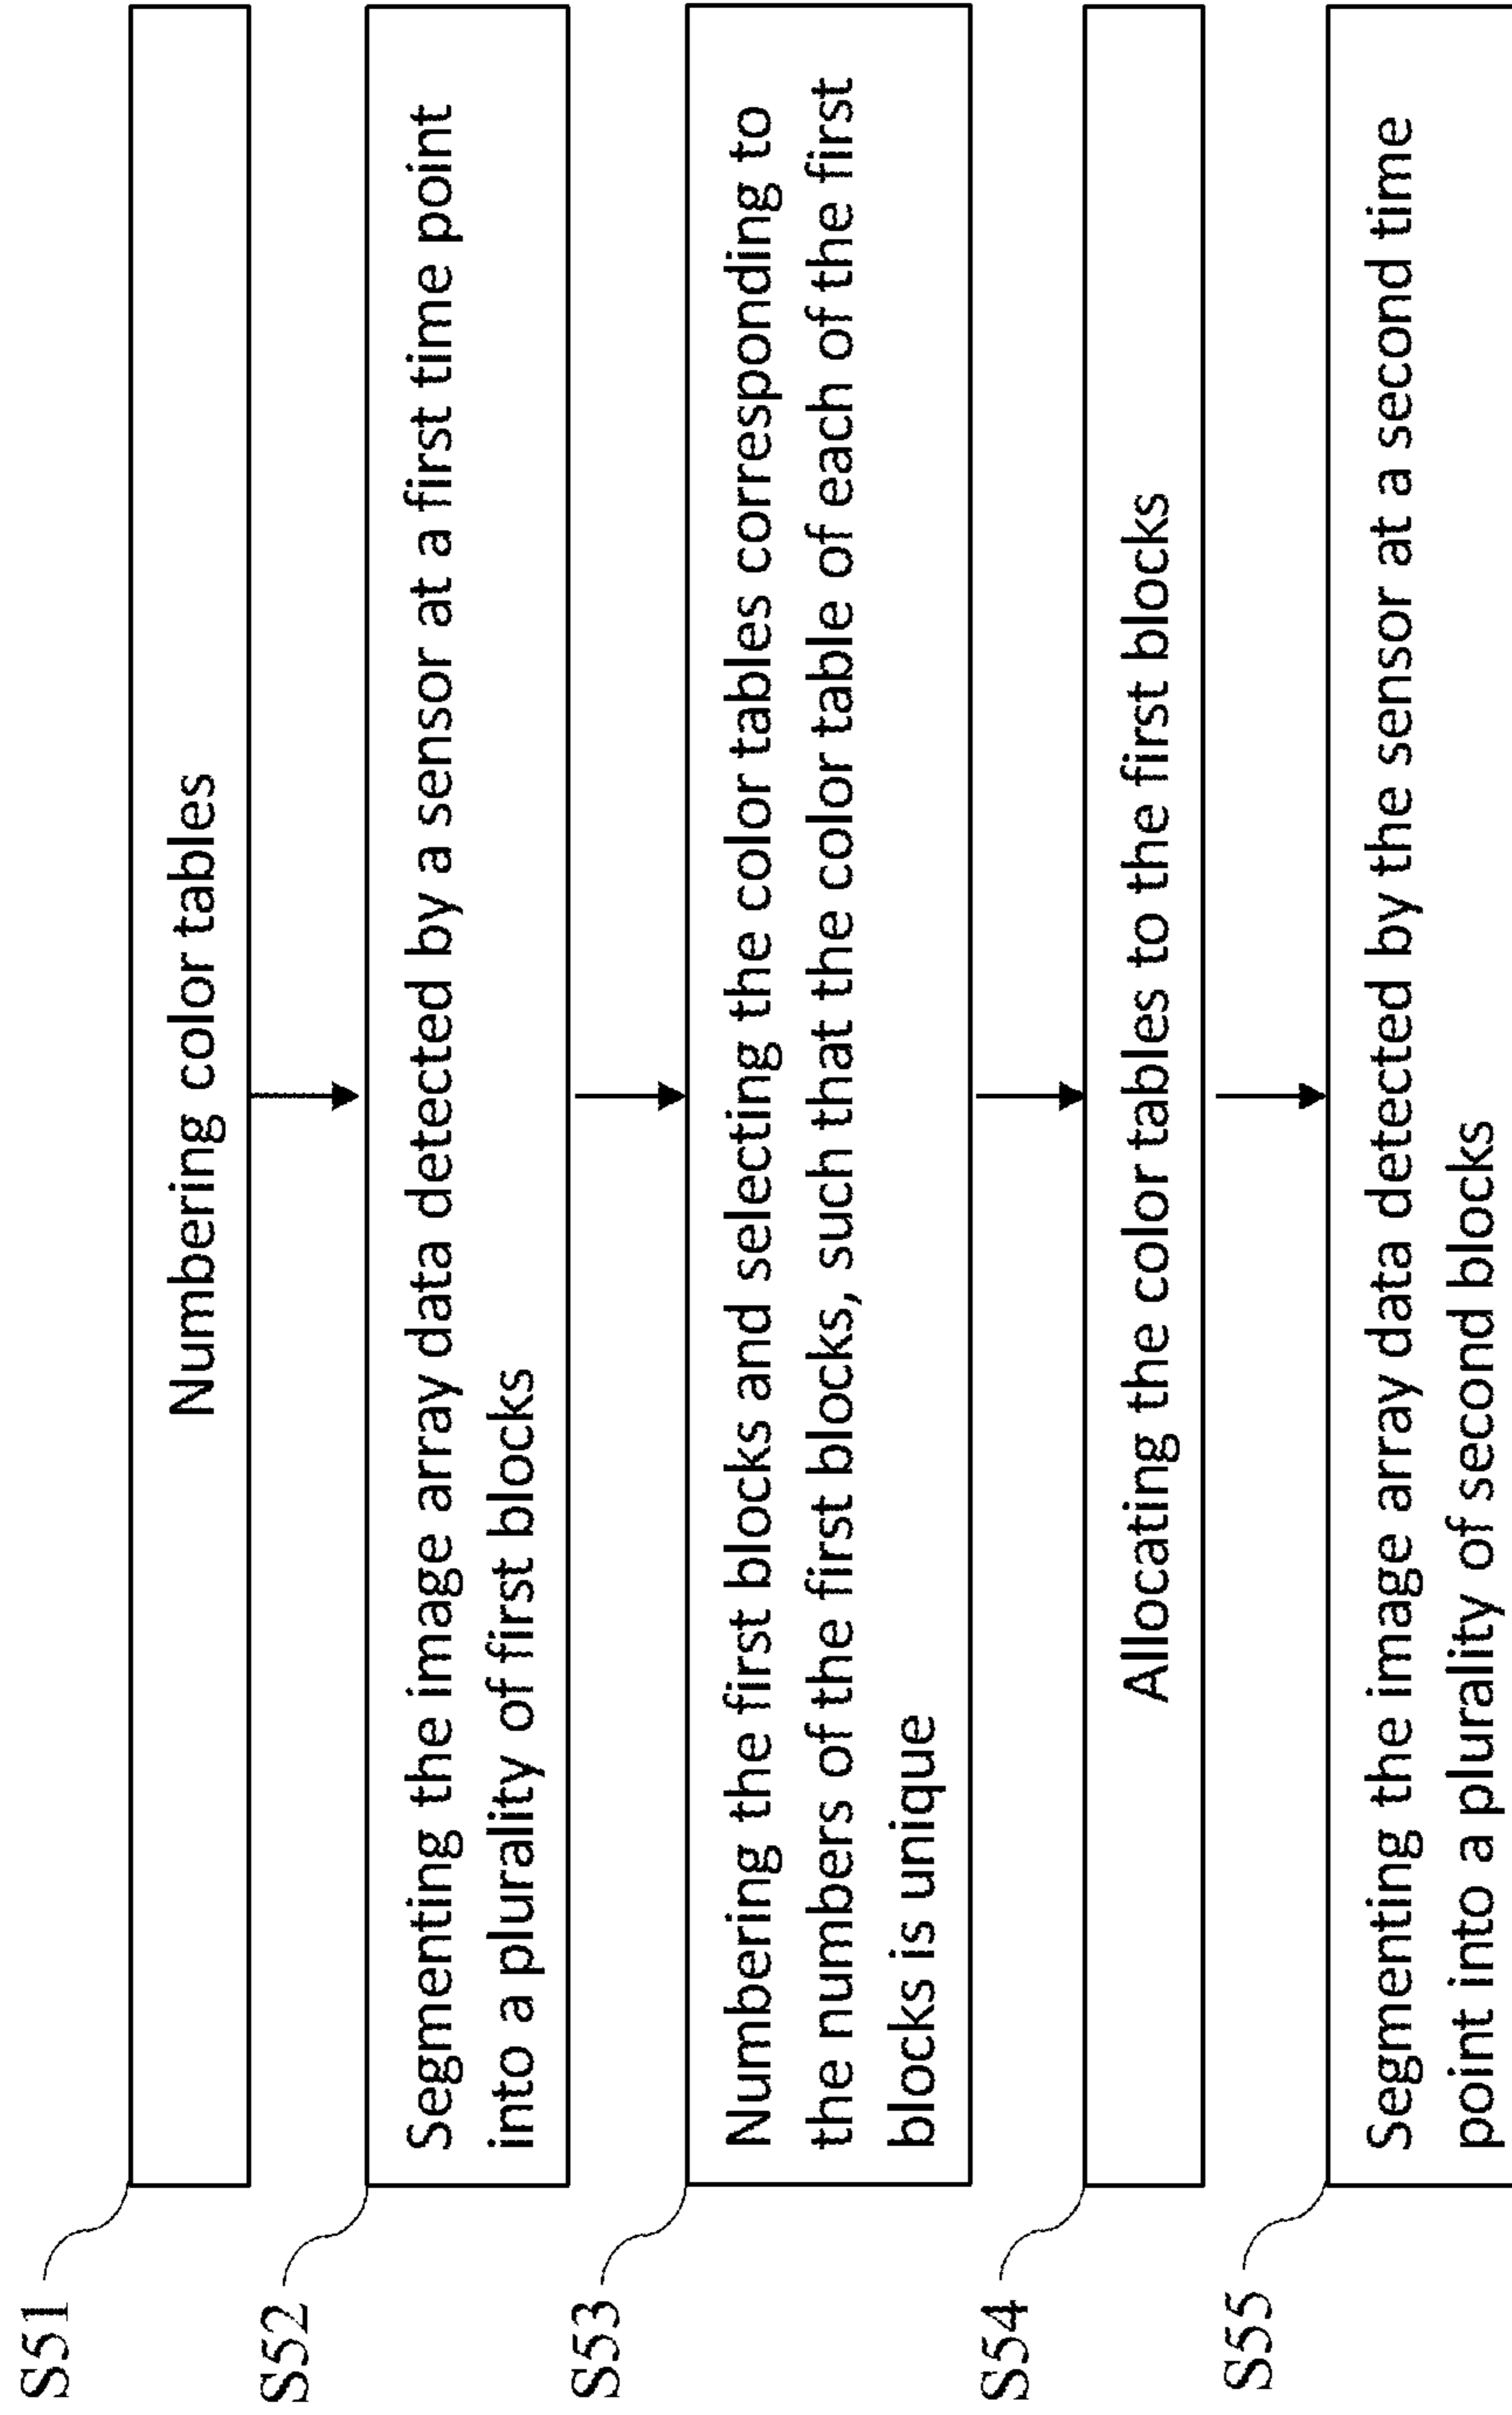 S51
Numbering color tables
S52
Segmenting the image array data detected by a sensor at a first time point
into a plurality of first blocks
S53
Numbering the first blocks and selecting the color tables corresponding to
the numbers of the first blocks, such that the color table of each of the first
blocks is unique
S54
Allocating the color tables to the first blocks
S55
Segmenting the image array data detected by the sensor at a second time
point into a plurality of second blocks